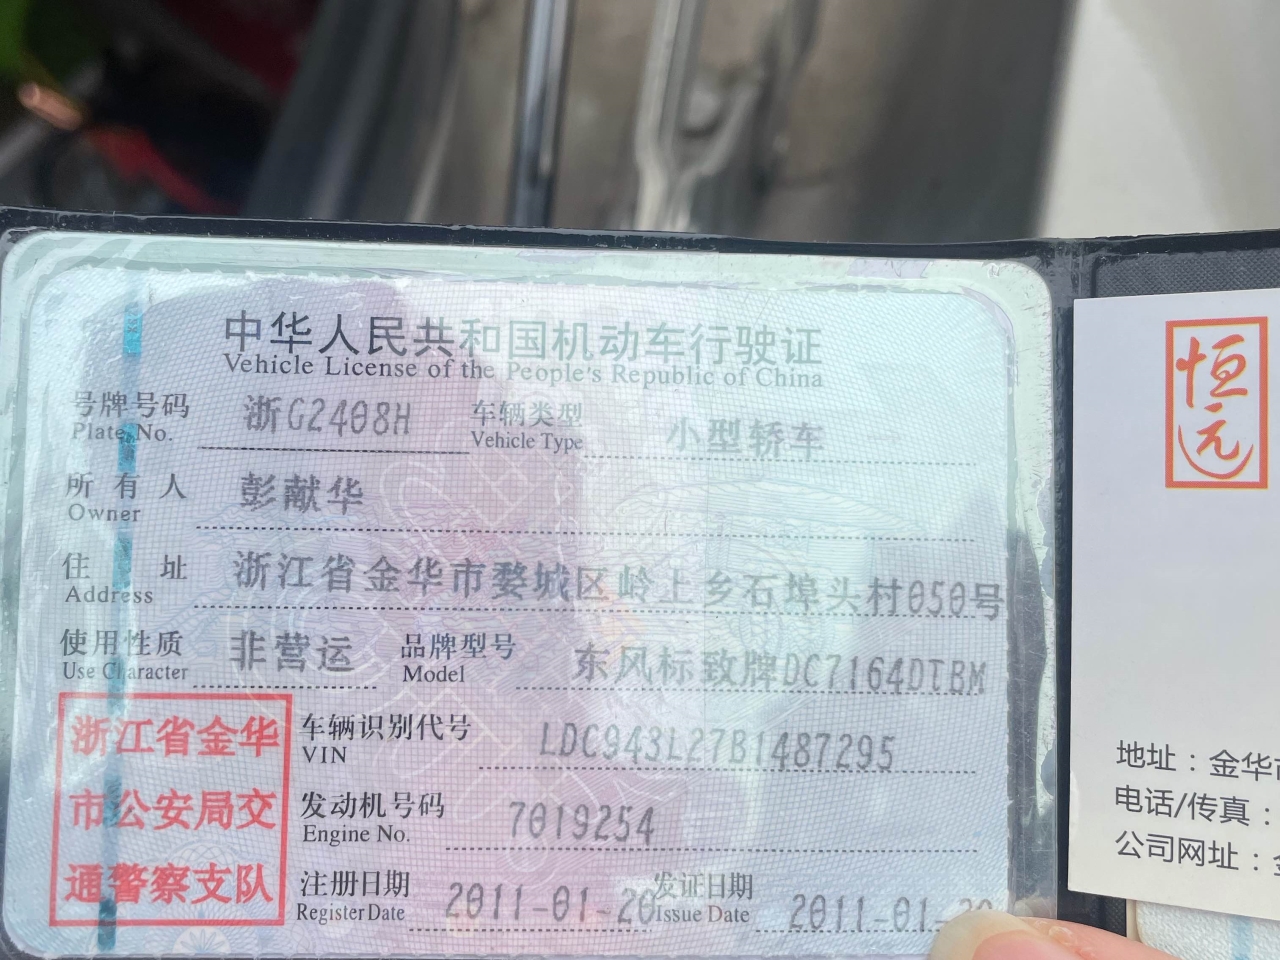 中华人民共和国机动车行驶证
Vehicle License of the People's Republic of China
号牌号码 浙G2408H 车辆类型 小型轿车
Plate No. Vehicle Type
所有人 彭献华
Owner
住址 浙江省金华市婺城区岭上乡石埠头村050号
Address
使用性质 非营运 品牌型号 东风标致牌DC7164DTBM
Use Character Model
浙江省金华
市公安局交
通警察支队
车辆识别代号 LDC943L27B1487295
VIN
发动机号码 7019254
Engine No.
注册日期 2011-01-20 发证日期 2011-01-20
Register Date Issue Date
恒远
地址：金华市
电话/传真：
公司网址：